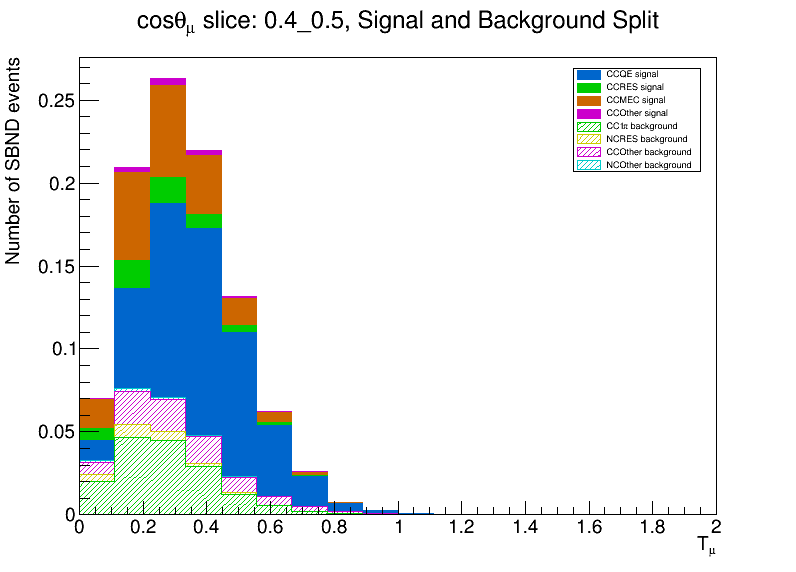 cosθμ slice: 0.4_0.5, Signal and Background Split
Number of SBND events
0.25
0.2
0.15
0.1
0.05
0
CCQE signal
CCRES signal
CCMEC signal
CCOther signal
CC1π background
NCRES background
CCOther background
NCOther background
0 0.2 0.4 0.6 0.8 1 1.2 1.4 1.6 1.8 2
Tμ